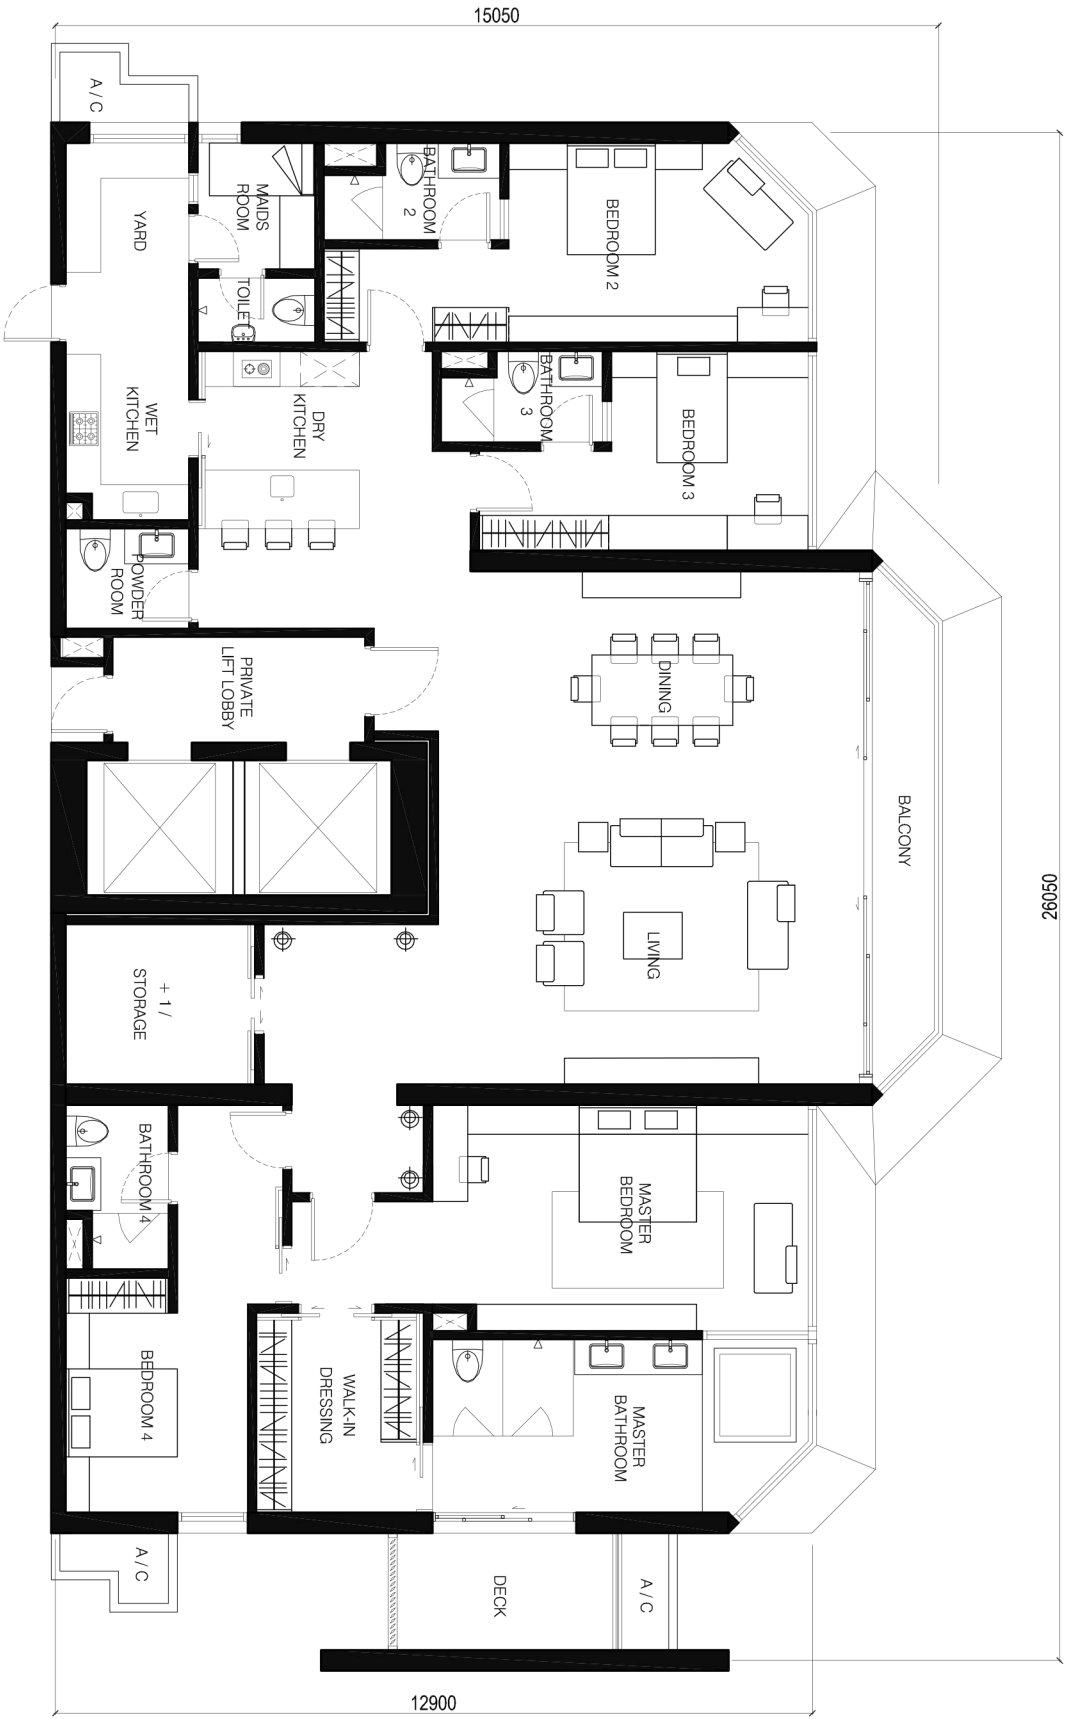 15050
A / C
YARD
MAIDS
ROOM
BATHROOM
2
BEDROOM 2
TOILET
WET
KITCHEN
DRY
KITCHEN
BATHROOM
3
BEDROOM 3
POWDER
ROOM
PRIVATE
LIFT LOBBY
DINING
BALCONY
26050
LIVING
+ 1 /
STORAGE
BATHROOM 4
MASTER
BEDROOM
BEDROOM 4
WALK-IN
DRESSING
MASTER
BATHROOM
A / C
DECK
A / C
12900